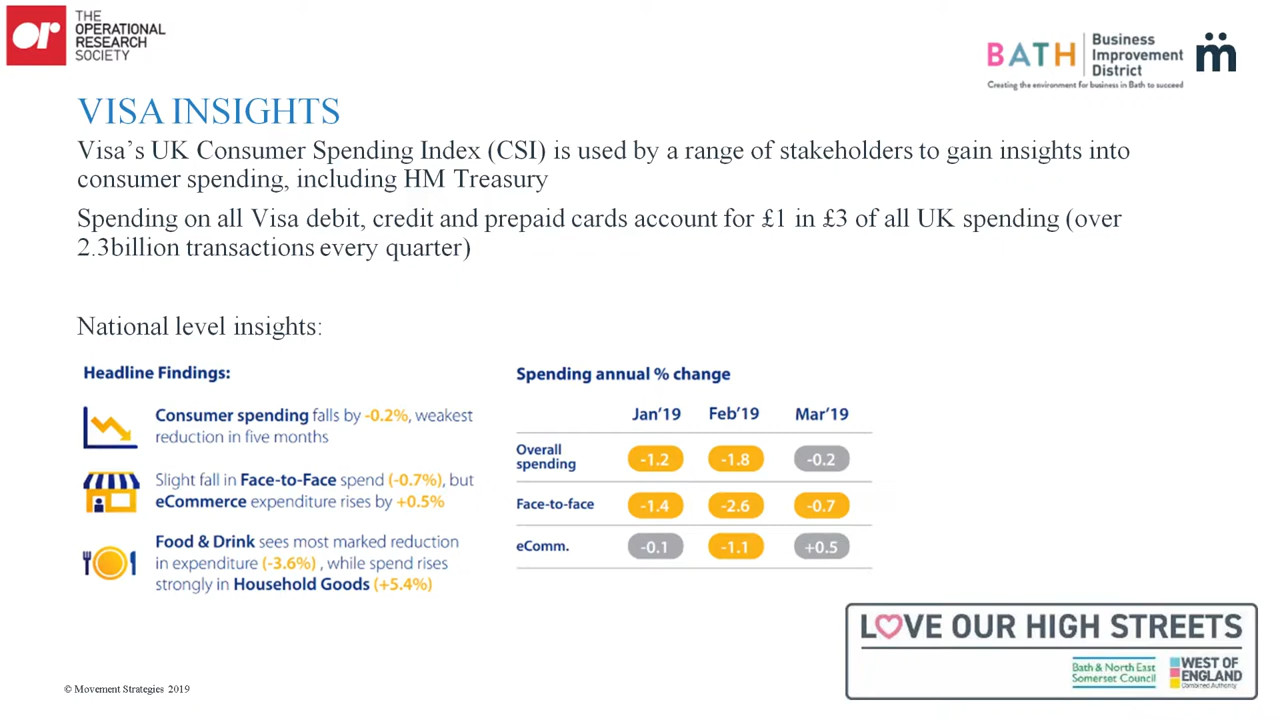 THE
OPERATIONAL
RESEARCH
SOCIETY
or
BATH
Business
Improvement
District
m
Creating the environment for business in Bath to succeed
VISA INSIGHTS
Visa's UK Consumer Spending Index (CSI) is used by a range of stakeholders to gain insights into
consumer spending, including HM Treasury
Spending on all Visa debit, credit and prepaid cards account for £1 in £3 of all UK spending (over
2.3billion transactions every quarter)
National level insights:
Headline Findings:
Consumer spending falls by -0.2%, weakest
reduction in five months
Slight fall in Face-to-Face spend (-0.7%), but
eCommerce expenditure rises by +0.5%
Food & Drink sees most marked reduction
in expenditure (-3.6%) , while spend rises
strongly in Household Goods (+5.4%)
Spending annual % change
Jan'19 Feb'19 Mar'19
Overall
spending -1.2 -1.8 -0.2
Face-to-face -1.4 -2.6 -0.7
eComm. -0.1 -1.1 +0.5
LOVE OUR HIGH STREETS
Bath & North East
Somerset Council
WEST OF
ENGLAND
Combined Authority
© Movement Strategies 2019